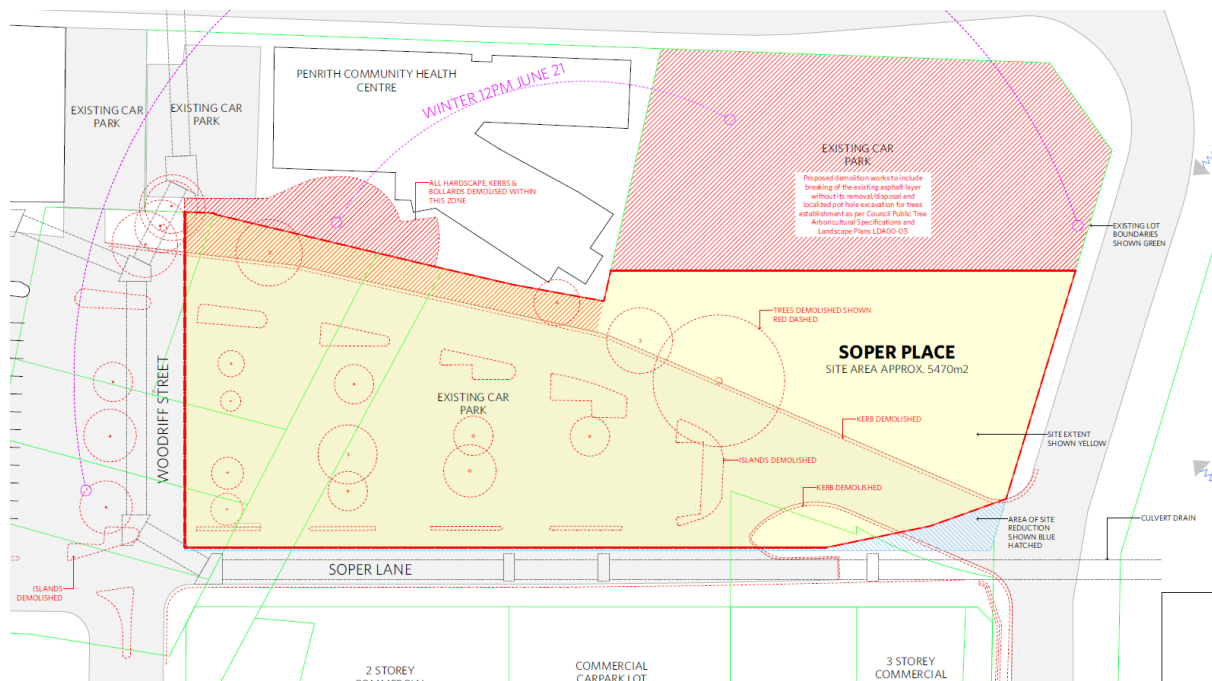 PENRITH COMMUNITY HEALTH
CENTRE
WINTER 12PM JUNE 21
EXISTING CAR
PARK
EXISTING CAR
PARK
EXISTING CAR
PARK
Proposed demolition works to include
breaking of the existing asphalt layer
without its removal/disposal and
localized pot hole excavation for trees
establishment as per Council Public Tree
Arboricultural Specifications and
Landscape Plans LDA00-05
ALL HARDSCAPE, KERBS &
BOLLARDS DEMOLISED WITHIN
THIS ZONE
EXISTING LOT
BOUNDARIES
SHOWN GREEN
TREES DEMOLISHED SHOWN
RED DASHED
SOPER PLACE
SITE AREA APPROX. 5470m2
WOODRIFF STREET
EXISTING CAR
PARK
KERB DEMOLISHED
SITE EXTENT
SHOWN YELLOW
ISLANDS DEMOLISHED
KERB DEMOLISHED
AREA OF SITE
REDUCTION
SHOWN BLUE
HATCHED
CULVERT DRAIN
SOPER LANE
ISLANDS
DEMOLISHED
2 STOREY
COMMERCIAL
CARPARK LOT
3 STOREY
COMMERCIAL